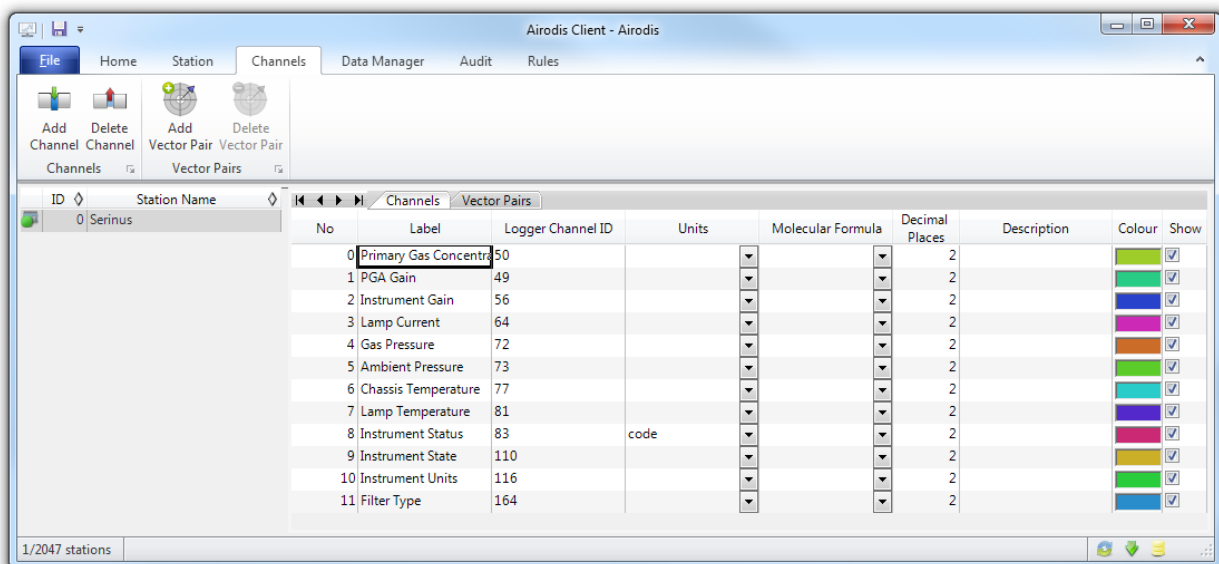 Airodis Client - Airodis
File Home Station Channels Data Manager Audit Rules
Add Channel Delete Channel Add Vector Pair Delete Vector Pair
Channels Vector Pairs
ID Station Name
0 Serinus
Channels Vector Pairs
No Label Logger Channel ID Units Molecular Formula Decimal Places Description Colour Show
0 Primary Gas Concentra 50 2
1 PGA Gain 49 2
2 Instrument Gain 56 2
3 Lamp Current 64 2
4 Gas Pressure 72 2
5 Ambient Pressure 73 2
6 Chassis Temperature 77 2
7 Lamp Temperature 81 2
8 Instrument Status 83 code 2
9 Instrument State 110 2
10 Instrument Units 116 2
11 Filter Type 164 2
1/2047 stations